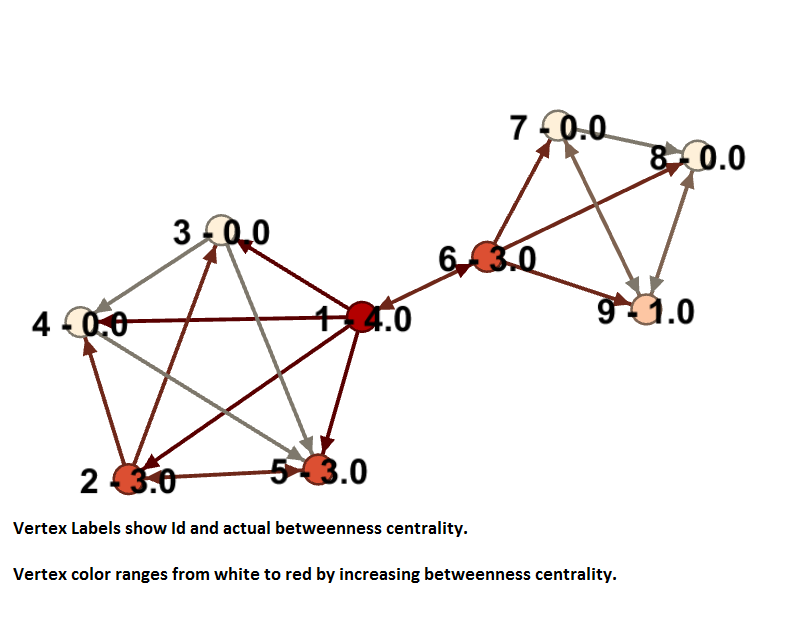 7 - 0.0
8 - 0.0
3 - 0.0
6 - 3.0
9 - 1.0
4 - 0.0
1 - 4.0
2 - 3.0
5 - 3.0
Vertex Labels show Id and actual betweenness centrality.
Vertex color ranges from white to red by increasing betweenness centrality.